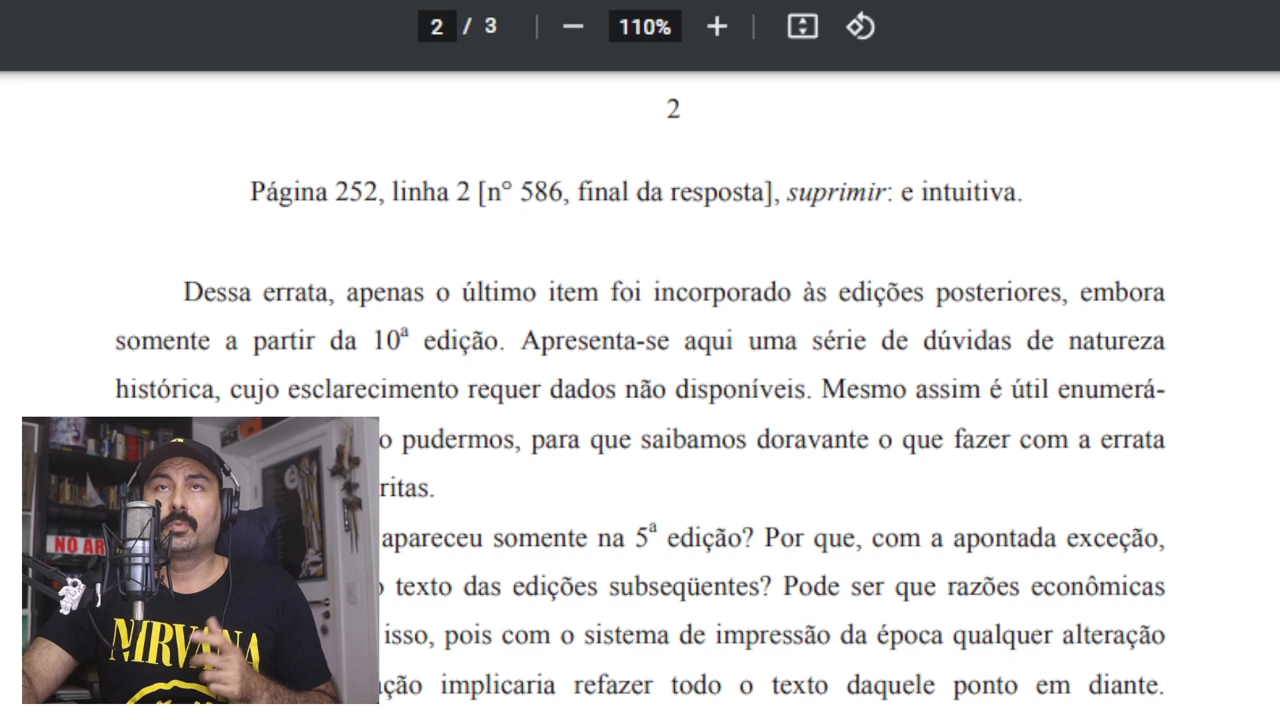 2 / 3 110%
2
Página 252, linha 2 [n° 586, final da resposta], suprimir: e intuitiva.
Dessa errata, apenas o último item foi incorporado às edições posteriores, embora
somente a partir da 10ª edição. Apresenta-se aqui uma série de dúvidas de natureza
histórica, cujo esclarecimento requer dados não disponíveis. Mesmo assim é útil enumerá-
o pudermos, para que saibamos doravante o que fazer com a errata
ritas.
apareceu somente na 5ª edição? Por que, com a apontada exceção,
texto das edições subseqüentes? Pode ser que razões econômicas
isso, pois com o sistema de impressão da época qualquer alteração
ção implicaria refazer todo o texto daquele ponto em diante.
NO AR
NIRVANA